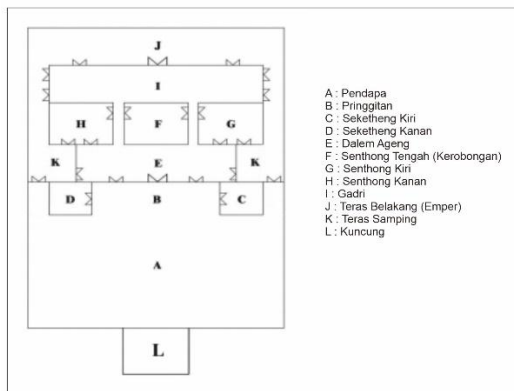 J
I
H F G
K E K
D B C
A
L
A : Pendapa
B : Pringgitan
C : Seketheng Kiri
D : Seketheng Kanan
E : Dalem Ageng
F : Senthong Tengah (Kerobongan)
G : Senthong Kiri
H : Senthong Kanan
I : Gadri
J : Teras Belakang (Emper)
K : Teras Samping
L : Kuncung